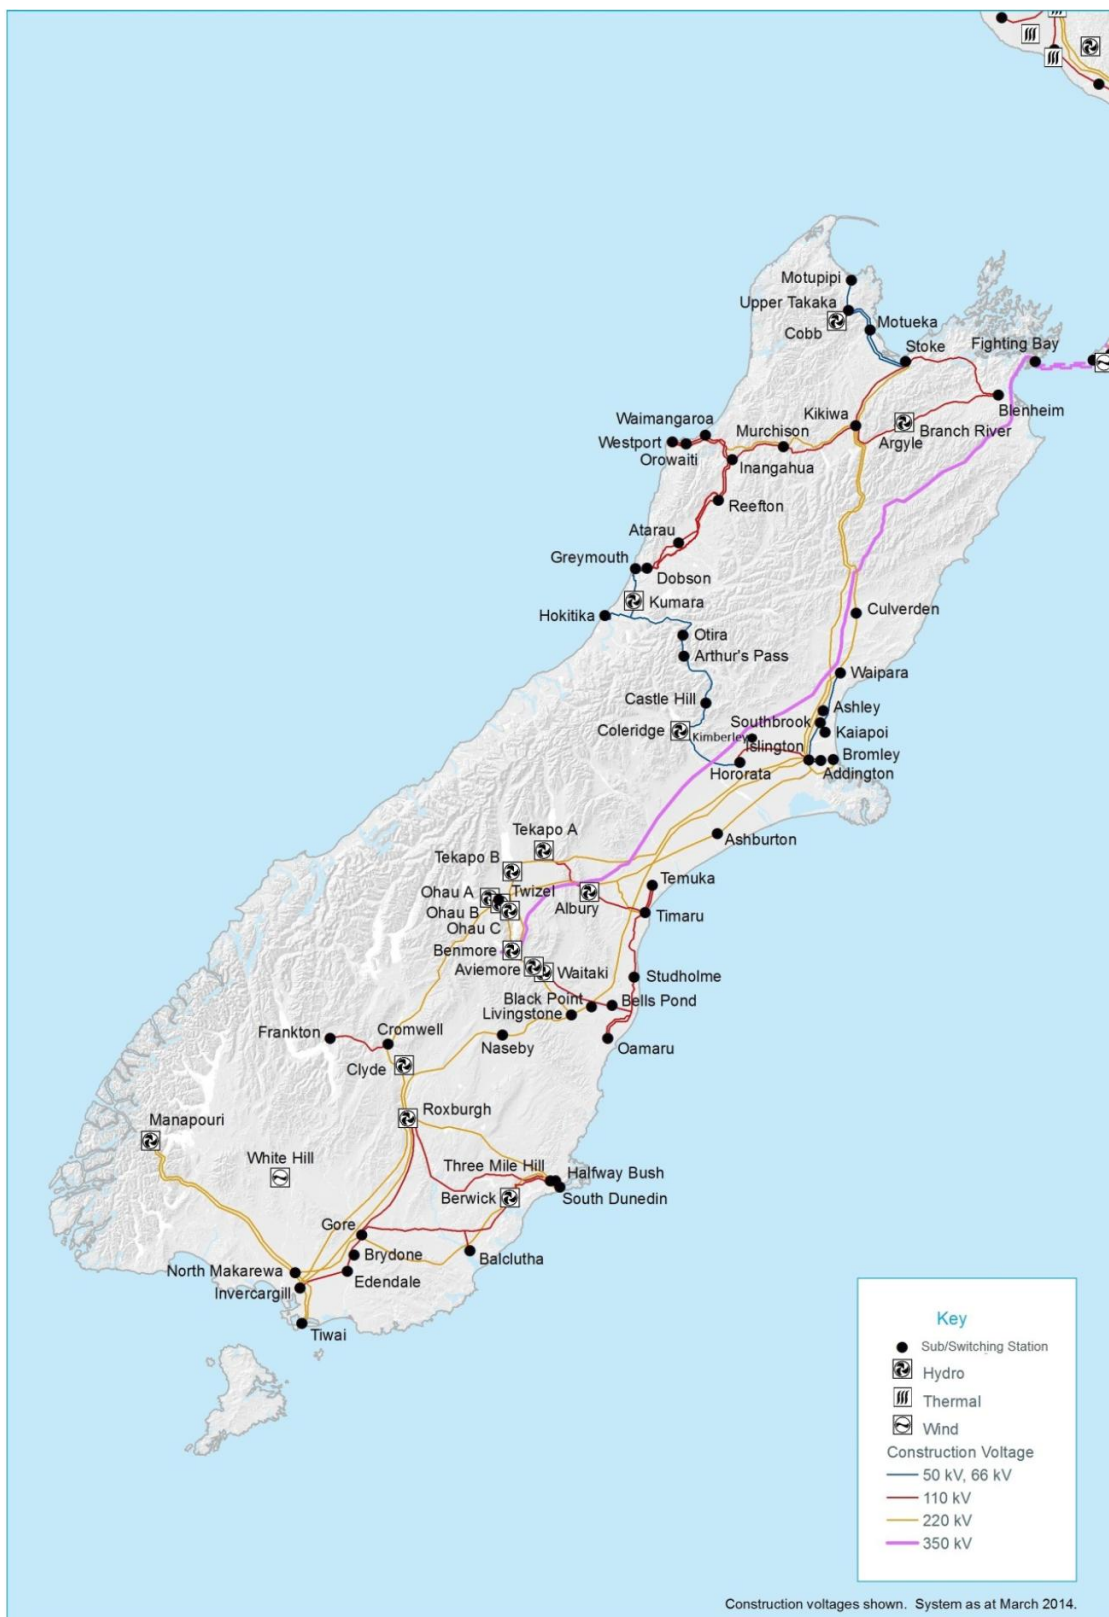 Motupipi
Upper Takaka
Cobb
Motueka
Stoke
Fighting Bay
Blenheim
Waimangaroa
Kikiwa
Murchison
Westport
Orowaiti
Inangahua
Argyle
Branch River
Reefton
Atarau
Greymouth
Dobson
Kumara
Hokitika
Culverden
Otira
Arthur's Pass
Waipara
Castle Hill
Ashley
Southbrook
Coleridge
Kimberley
Kaiapoi
Islington
Bromley
Hororata
Addington
Tekapo A
Ashburton
Tekapo B
Temuka
Ohau A
Twizel
Albury
Ohau B
Timaru
Ohau C
Benmore
Aviemore
Waitaki
Studholme
Black Point
Bells Pond
Livingstone
Frankton
Cromwell
Naseby
Oamaru
Clyde
Roxburgh
Manapouri
White Hill
Three Mile Hill
Halfway Bush
Berwick
South Dunedin
Gore
Brydone
Balclutha
North Makarewa
Edendale
Invercargill
Tiwai
Key
Sub/Switching Station
Hydro
Thermal
Wind
Construction Voltage
50 kV, 66 kV
110 kV
220 kV
350 kV
Construction voltages shown. System as at March 2014.